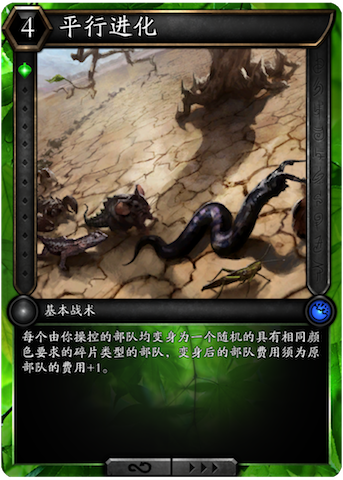 4 平行进化
基本战术
每个由你操控的部队均变身为一个随机的具有相同颜
色要求的碎片类型的部队，变身后的部队费用须为原
部队的费用+1。